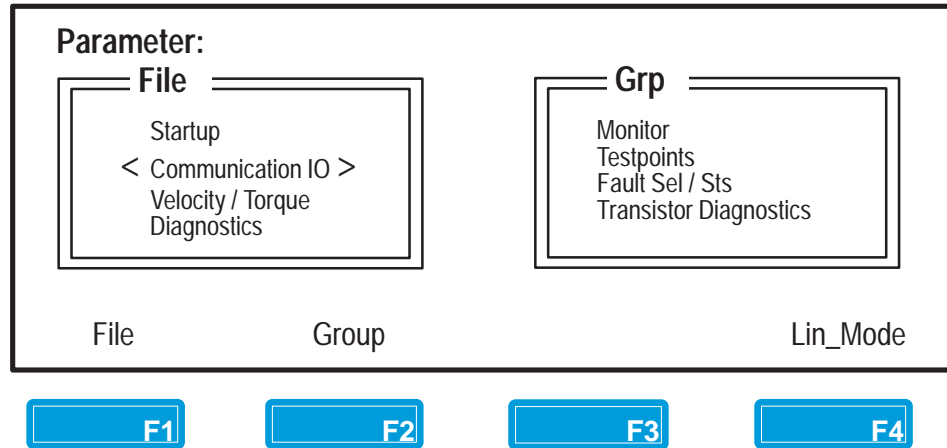 Parameter:
File
Startup
< Communication IO >
Velocity / Torque
Diagnostics
Grp
Monitor
Testpoints
Fault Sel / Sts
Transistor Diagnostics
File Group Lin_Mode
F1 F2 F3 F4